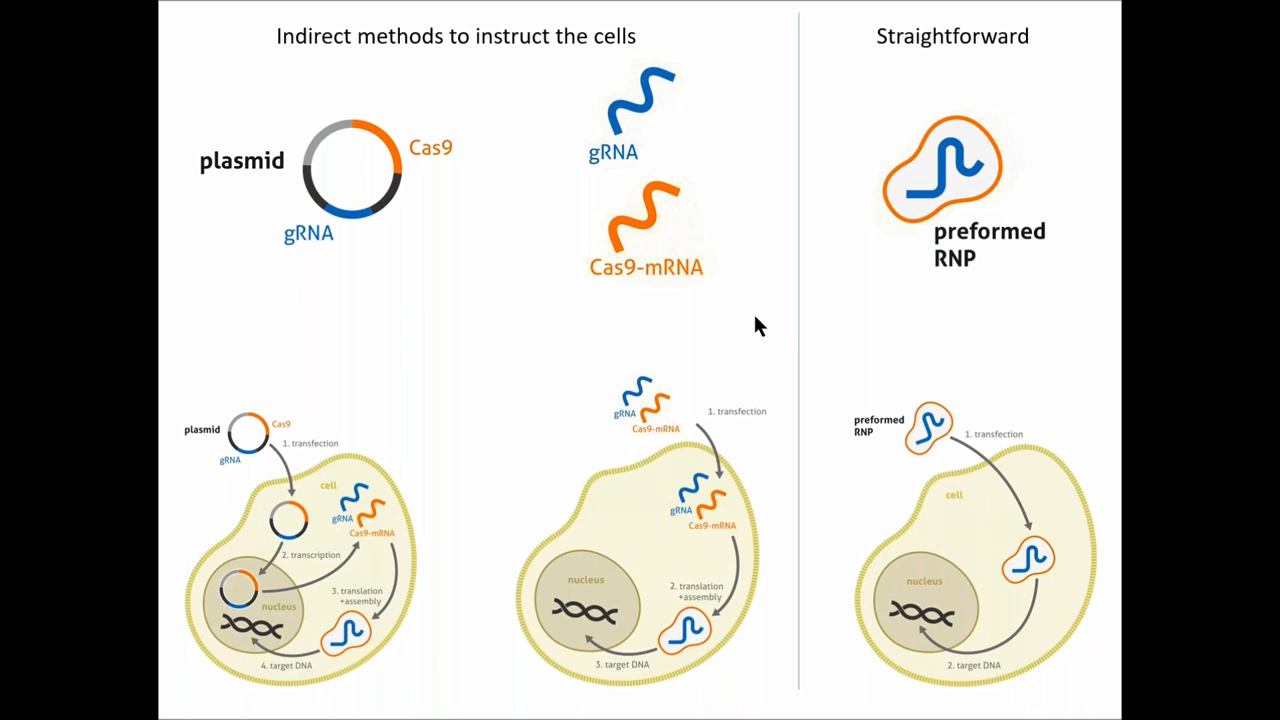 Indirect methods to instruct the cells
Straightforward
plasmid
Cas9
gRNA
gRNA
Cas9-mRNA
preformed
RNP
plasmid
Cas9
gRNA
1. transfection
cell
gRNA
Cas9-mRNA
2. transcription
nucleus
3. translation
+assembly
4. target DNA
gRNA
Cas9-mRNA
1. transfection
gRNA
Cas9-mRNA
nucleus
2. translation
+assembly
3. target DNA
preformed
RNP
1. transfection
cell
nucleus
2. target DNA